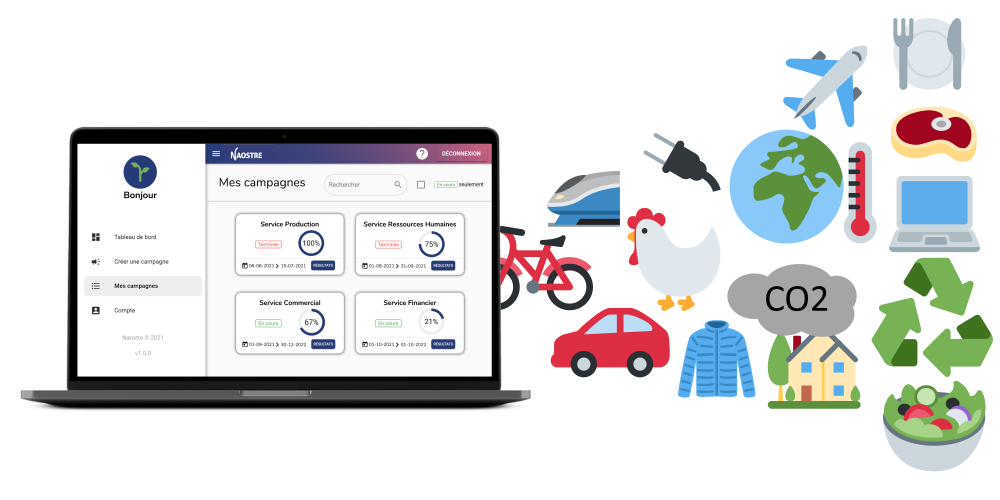 NAOSTRE
?
DÉCONNEXION
Bonjour
Tableau de bord
Créer une campagne
Mes campagnes
Compte
Naostre © 2021
v1.0.0
Mes campagnes
Rechercher
En cours seulement
Service Production
Terminée
100%
06-06-2021 > 15-07-2021
RÉSULTATS
Service Ressources Humaines
Terminée
75%
01-08-2021 > 31-09-2021
RÉSULTATS
Service Commercial
En cours
67%
01-09-2021 > 30-12-2022
RÉSULTATS
Service Financier
En cours
21%
01-10-2021 > 01-10-2022
RÉSULTATS
CO2